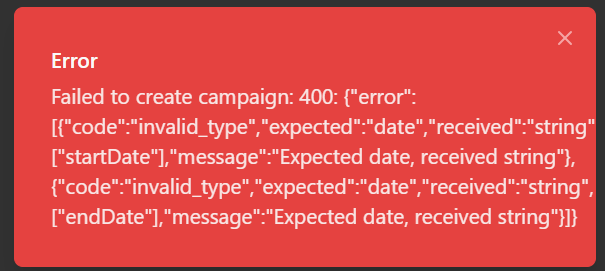 Error
Failed to create campaign: 400: {"error":
[{"code":"invalid_type","expected":"date","received":"string"
["startDate"],"message":"Expected date, received string"},
{"code":"invalid_type","expected":"date","received":"string",
["endDate"],"message":"Expected date, received string"}]}